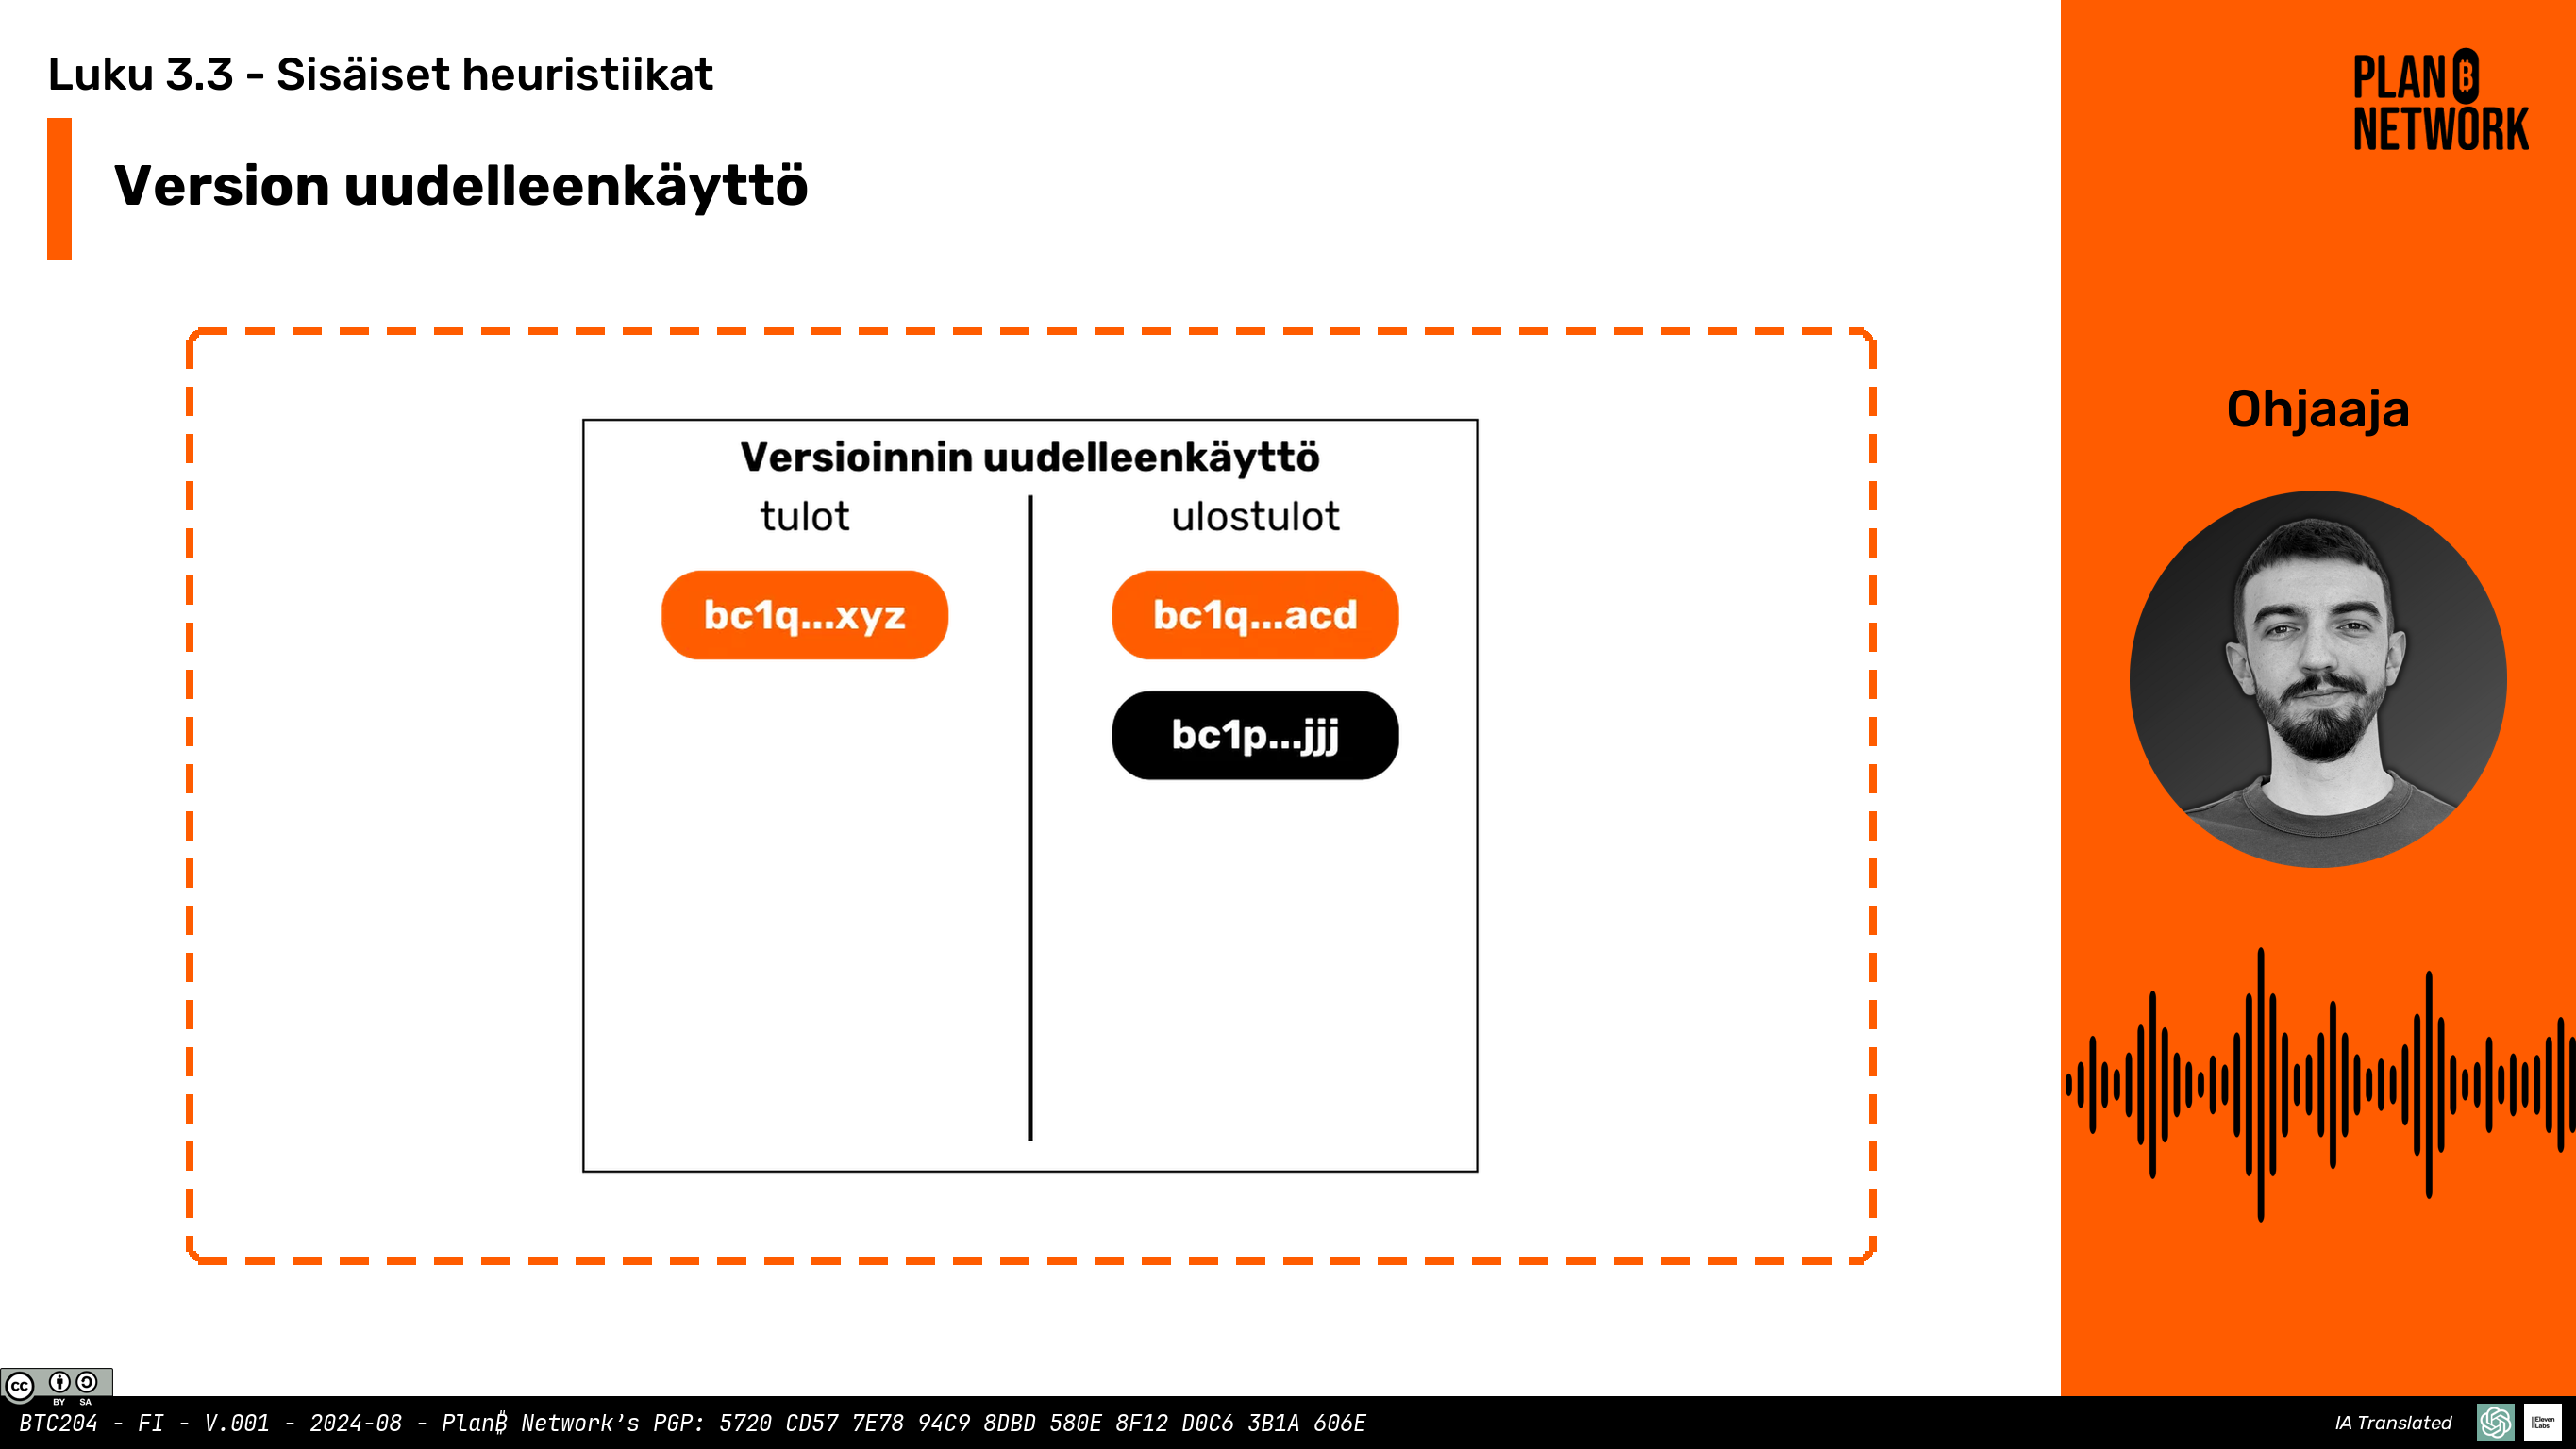 Luku 3.3 - Sisäiset heuristiikat
Version uudelleenkäyttö
Versioinnin uudelleenkäyttö
tulot
ulostulot
bc1q...xyz
bc1q...acd
bc1p...jjj
PLAN ₿
NETWORK
Ohjaaja
CC
BY SA
BTC204 - FI - V.001 - 2024-08 - Plan₿ Network's PGP: 5720 CD57 7E78 94C9 8DBD 580E 8F12 D0C6 3B1A 606E
IA Translated
IIElevenLabs